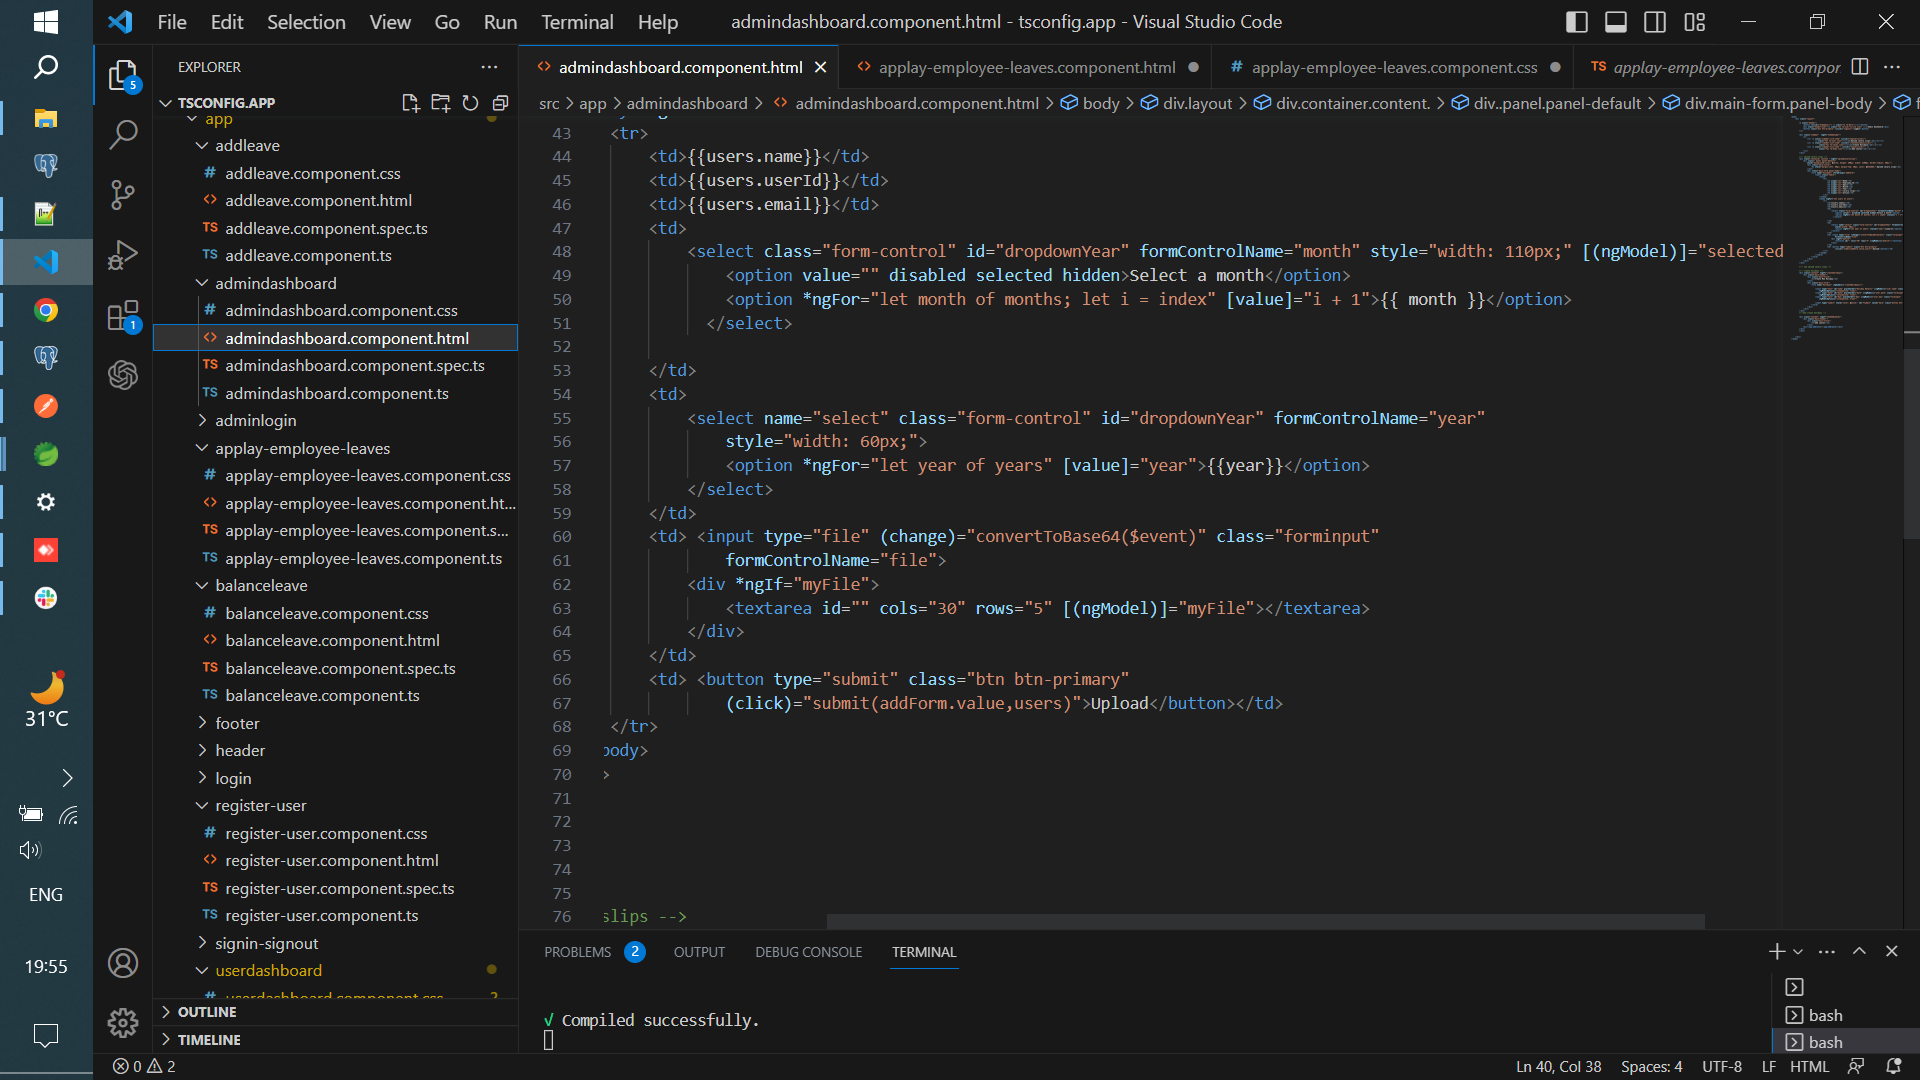 File Edit Selection View Go Run Terminal Help
admindashboard.component.html - tsconfig.app - Visual Studio Code
EXPLORER
TSCONFIG.APP
app
addleave
addleave.component.css
addleave.component.html
addleave.component.spec.ts
addleave.component.ts
admindashboard
admindashboard.component.css
admindashboard.component.html
admindashboard.component.spec.ts
admindashboard.component.ts
adminlogin
applay-employee-leaves
applay-employee-leaves.component.css
applay-employee-leaves.component.ht...
applay-employee-leaves.component.s...
applay-employee-leaves.component.ts
balanceleave
balanceleave.component.css
balanceleave.component.html
balanceleave.component.spec.ts
balanceleave.component.ts
footer
header
login
register-user
register-user.component.css
register-user.component.html
register-user.component.spec.ts
register-user.component.ts
signin-signout
userdashboard
userdashboard.component.css 2
OUTLINE
TIMELINE
5
1
31°C
ENG
19:55
admindashboard.component.html
applay-employee-leaves.component.html
applay-employee-leaves.component.css
applay-employee-leaves.compor
src > app > admindashboard > admindashboard.component.html > body > div.layout > div.container.content. > div..panel.panel-default > div.main-form.panel-body > f
43 <tr>
44 <td>{{users.name}}</td>
45 <td>{{users.userId}}</td>
46 <td>{{users.email}}</td>
47 <td>
48 <select class="form-control" id="dropdownYear" formControlName="month" style="width: 110px;" [(ngModel)]="selected
49 <option value="" disabled selected hidden>Select a month</option>
50 <option *ngFor="let month of months; let i = index" [value]="i + 1">{{ month }}</option>
51 </select>
52
53 </td>
54 <td>
55 <select name="select" class="form-control" id="dropdownYear" formControlName="year"
56 style="width: 60px;">
57 <option *ngFor="let year of years" [value]="year">{{year}}</option>
58 </select>
59 </td>
60 <td> <input type="file" (change)="convertToBase64($event)" class="forminput"
61 formControlName="file">
62 <div *ngIf="myFile">
63 <textarea id="" cols="30" rows="5" [(ngModel)]="myFile"></textarea>
64 </div>
65 </td>
66 <td> <button type="submit" class="btn btn-primary"
67 (click)="submit(addForm.value,users)">Upload</button></td>
68 </tr>
69 body>
70 >
71
72
73
74
75
76 slips -->
PROBLEMS 2 OUTPUT DEBUG CONSOLE TERMINAL
√ Compiled successfully.
bash
bash
0 2
Ln 40, Col 38 Spaces: 4 UTF-8 LF HTML